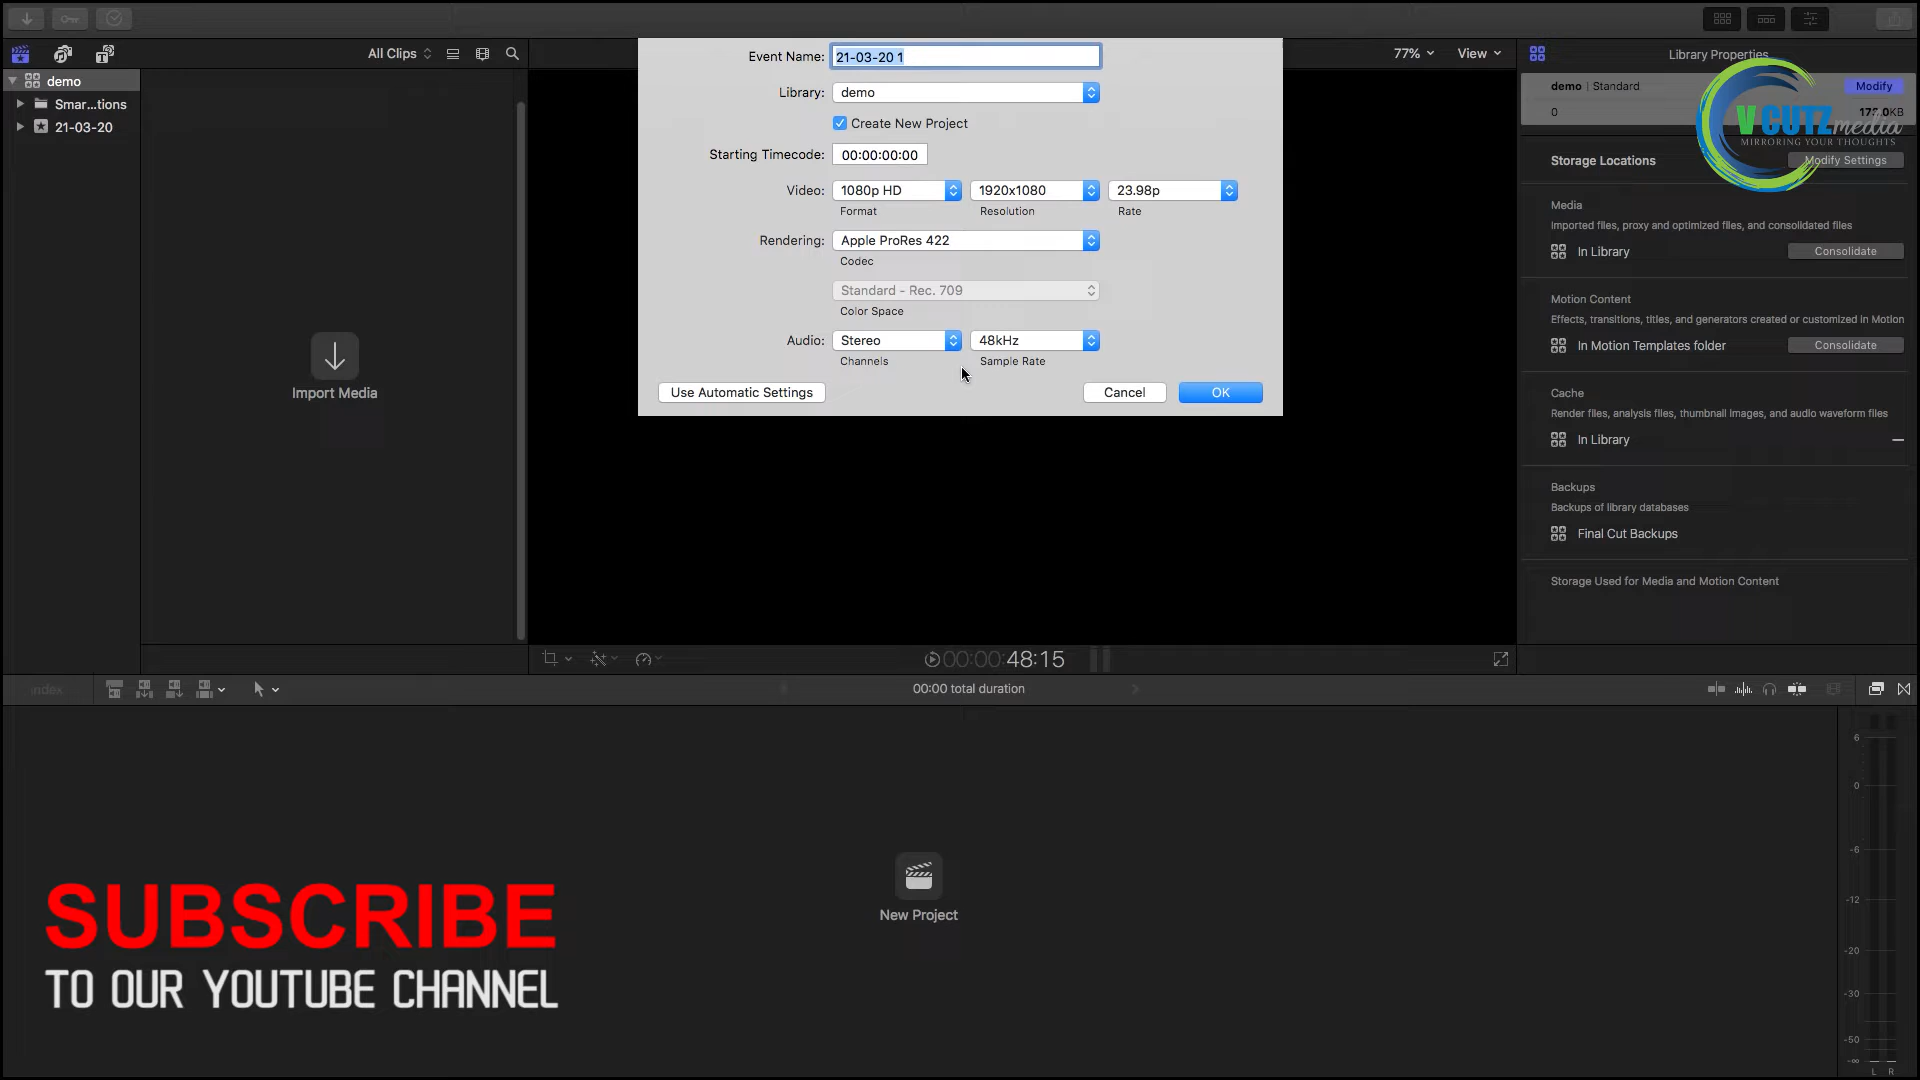 All Clips
77%
View
Library Properties
demo
Smar...tions
21-03-20
Import Media
Event Name: 21-03-20 1
Library: demo
Create New Project
Starting Timecode: 00:00:00:00
Video: 1080p HD 1920x1080 23.98p
Format Resolution Rate
Rendering: Apple ProRes 422
Codec
Standard - Rec. 709
Color Space
Audio: Stereo 48kHz
Channels Sample Rate
Use Automatic Settings Cancel OK
demo | Standard Modify
0
V CUTZ media
MIRRORING YOUR THOUGHTS
Storage Locations Modify Settings
Media
Imported files, proxy and optimized files, and consolidated files
In Library Consolidate
Motion Content
Effects, transitions, titles, and generators created or customized in Motion
In Motion Templates folder Consolidate
Cache
Render files, analysis files, thumbnail images, and audio waveform files
In Library
Backups
Backups of library databases
Final Cut Backups
Storage Used for Media and Motion Content
00:00:48:15
Index
00:00 total duration
New Project
SUBSCRIBE
TO OUR YOUTUBE CHANNEL
6
0
-6
-12
-20
-30
-50
-∞
L R